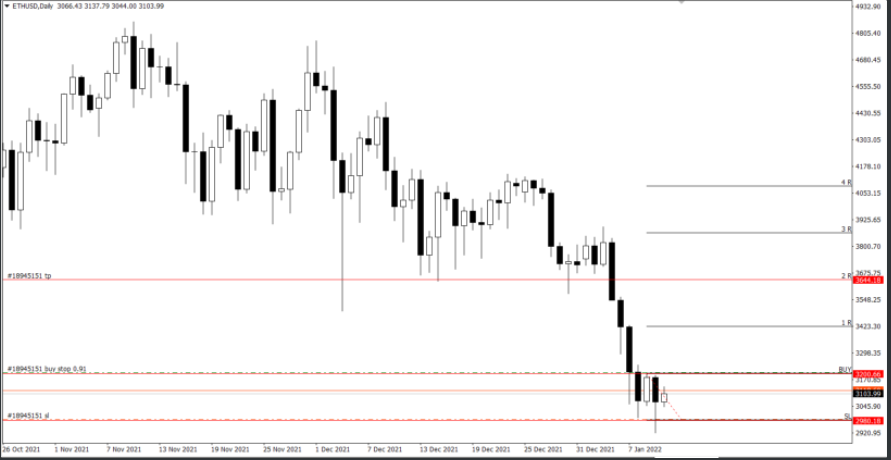 ETHUSD,Daily 3066.43 3137.79 3044.00 3103.99
4932.90
4805.40
4680.45
4555.50
4430.55
4303.05
4178.10
4 R
4053.15
3925.65
3 R
3800.70
#18945151 tp
2 R
3675.75
3644.18
3548.25
1 R
3423.30
3298.35
#18945151 buy stop 0.91
BUY
3200.66
3170.85
3103.99
3045.90
#18945151 sl
SL
2980.18
2920.95
26 Oct 2021
1 Nov 2021
7 Nov 2021
13 Nov 2021
19 Nov 2021
25 Nov 2021
1 Dec 2021
7 Dec 2021
13 Dec 2021
19 Dec 2021
25 Dec 2021
31 Dec 2021
7 Jan 2022